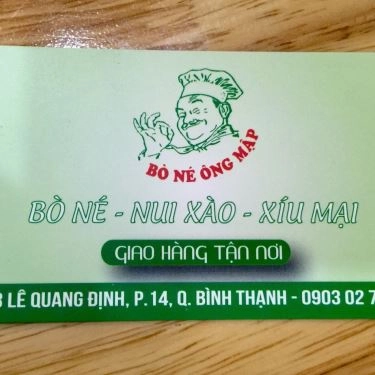 BÒ NÉ ÔNG MẬP
BÒ NÉ - NUI XÀO - XÍU MẠI
GIAO HÀNG TẬN NƠI
LÊ QUANG ĐỊNH, P.14, Q. BÌNH THẠNH - 0903 02 7